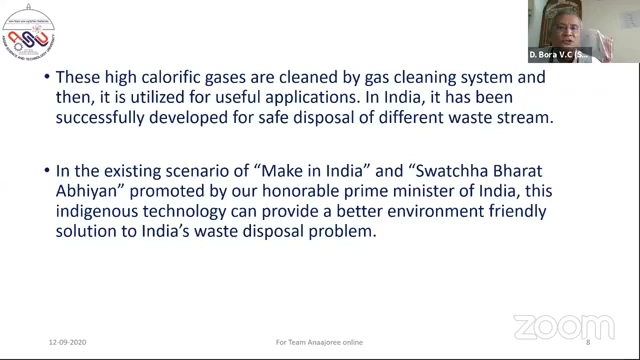 D. Bora V.C (S...
These high calorific gases are cleaned by gas cleaning system and
then, it is utilized for useful applications. In India, it has been
successfully developed for safe disposal of different waste stream.
In the existing scenario of “Make in India” and “Swatchha Bharat
Abhiyan” promoted by our honorable prime minister of India, this
indigenous technology can provide a better environment friendly
solution to India’s waste disposal problem.
12-09-2020
For Team Anaajoree online
8
zoom